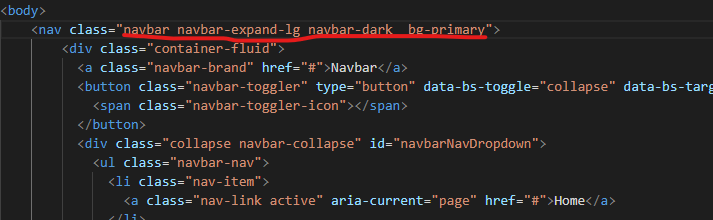 <body>
<nav class="navbar navbar-expand-lg navbar-dark  bg-primary">
<div class="container-fluid">
<a class="navbar-brand" href="#">Navbar</a>
<button class="navbar-toggler" type="button" data-bs-toggle="collapse" data-bs-targ
<span class="navbar-toggler-icon"></span>
</button>
<div class="collapse navbar-collapse" id="navbarNavDropdown">
<ul class="navbar-nav">
<li class="nav-item">
<a class="nav-link active" aria-current="page" href="#">Home</a>
</li>